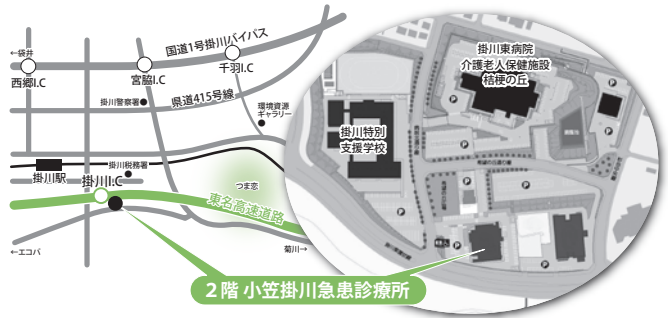 国道1号掛川バイパス
←袋井
西郷I.C
宮脇I.C
千羽I.C
県道415号線
掛川警察署
環境資源
ギャラリー
掛川税務署
掛川駅
掛川I.C
つま恋
東名高速道路
←エコパ
菊川→
掛川東病院
介護老人保健施設
桔梗の丘
掛川特別
支援学校
P
P
P
P
P
P
P
P
P
P
２階 小笠掛川急患診療所